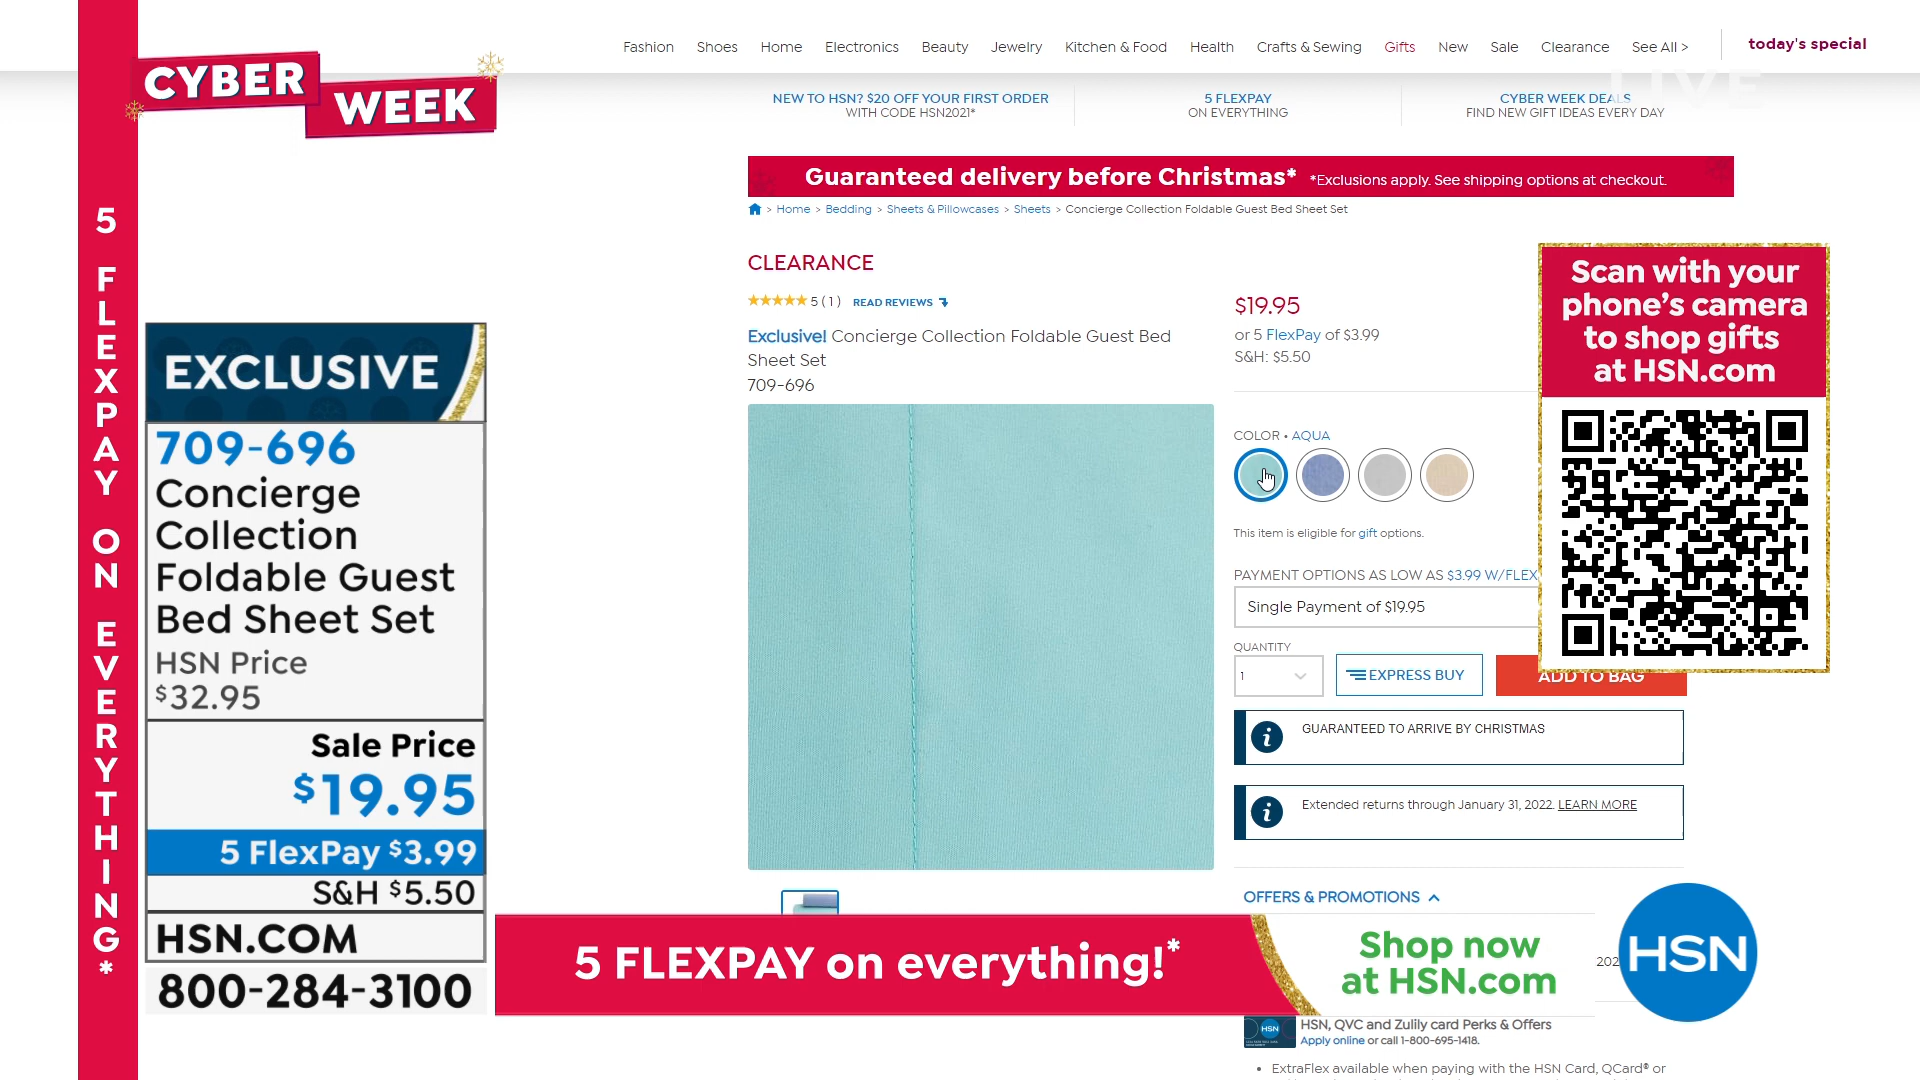 CYBER
WEEK
Fashion Shoes Home Electronics Beauty Jewelry Kitchen & Food Health Crafts & Sewing Gifts New Sale Clearance See All > today's special
LIVE
NEW TO HSN? $20 OFF YOUR FIRST ORDER
WITH CODE HSN2021*
5 FLEXPAY
ON EVERYTHING
CYBER WEEK DEALS
FIND NEW GIFT IDEAS EVERY DAY
Guaranteed delivery before Christmas* *Exclusions apply. See shipping options at checkout.
> Home > Bedding > Sheets & Pillowcases > Sheets > Concierge Collection Foldable Guest Bed Sheet Set
5 FLEXPAY ON EVERYTHING*
EXCLUSIVE
709-696
Concierge
Collection
Foldable Guest
Bed Sheet Set
HSN Price
$32.95
Sale Price
$19.95
5 FlexPay $3.99
S&H $5.50
HSN.COM
800-284-3100
CLEARANCE
5 ( 1 ) READ REVIEWS
Exclusive! Concierge Collection Foldable Guest Bed
Sheet Set
709-696
$19.95
or 5 FlexPay of $3.99
S&H: $5.50
COLOR • AQUA
This item is eligible for gift options.
PAYMENT OPTIONS AS LOW AS $3.99 W/FLEX
Single Payment of $19.95
QUANTITY
1
EXPRESS BUY
ADD TO BAG
i GUARANTEED TO ARRIVE BY CHRISTMAS
i Extended returns through January 31, 2022. LEARN MORE
OFFERS & PROMOTIONS
202
HSN, QVC and Zulily card Perks & Offers
Apply online or call 1-800-695-1418.
• ExtraFlex available when paying with the HSN Card, QCard® or
Scan with your
phone's camera
to shop gifts
at HSN.com
5 FLEXPAY on everything!*
Shop now
at HSN.com
HSN
HSN